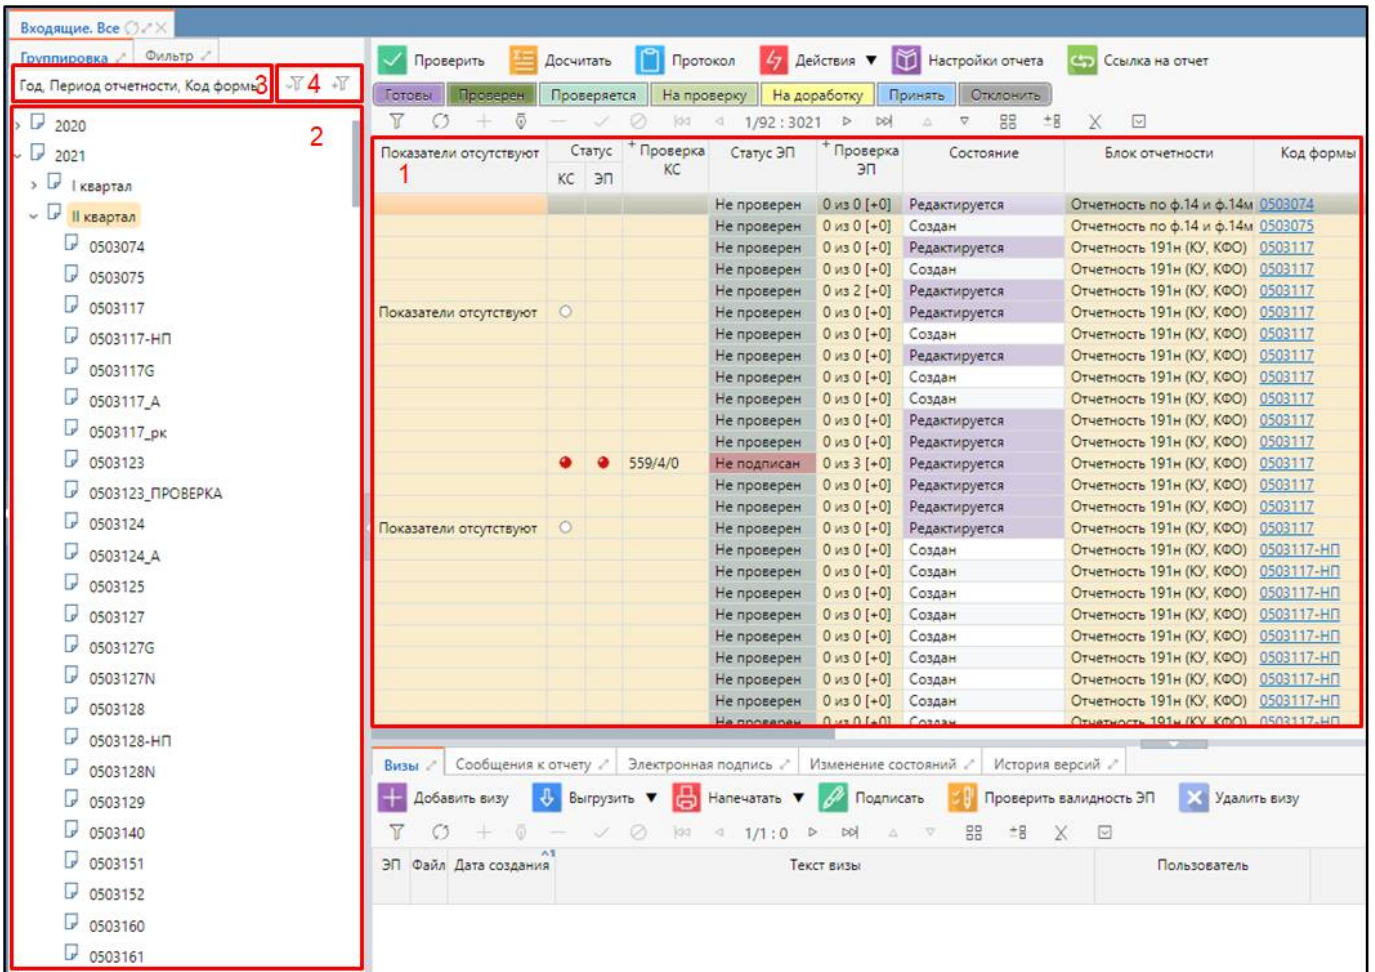 Входящие. Все
Группировка Фильтр
Год, Период отчетности, Код формы 3 4
2
2020
2021
I квартал
II квартал
0503074
0503075
0503117
0503117-НП
0503117G
0503117_А
0503117_рк
0503123
0503123_ПРОВЕРКА
0503124
0503124_А
0503125
0503127
0503127G
0503127N
0503128
0503128-НП
0503128N
0503129
0503140
0503151
0503152
0503160
0503161
Проверить Досчитать Протокол Действия Настройки отчета Ссылка на отчет
Готовы Проверен Проверяется На проверку На доработку Принять Отклонить
1/92 : 3021
Показатели отсутствуют Статус + Проверка КС Статус ЭП + Проверка ЭП Состояние Блок отчетности Код формы
1 КС ЭП
Не проверен 0 из 0 [+0] Редактируется Отчетность по ф.14 и ф.14м 0503074
Не проверен 0 из 0 [+0] Создан Отчетность по ф.14 и ф.14м 0503075
Не проверен 0 из 0 [+0] Редактируется Отчетность 191н (КУ, КФО) 0503117
Не проверен 0 из 0 [+0] Создан Отчетность 191н (КУ, КФО) 0503117
Не проверен 0 из 2 [+0] Редактируется Отчетность 191н (КУ, КФО) 0503117
Показатели отсутствуют Не проверен 0 из 0 [+0] Редактируется Отчетность 191н (КУ, КФО) 0503117
Не проверен 0 из 0 [+0] Создан Отчетность 191н (КУ, КФО) 0503117
Не проверен 0 из 0 [+0] Редактируется Отчетность 191н (КУ, КФО) 0503117
Не проверен 0 из 0 [+0] Создан Отчетность 191н (КУ, КФО) 0503117
Не проверен 0 из 0 [+0] Создан Отчетность 191н (КУ, КФО) 0503117
Не проверен 0 из 0 [+0] Редактируется Отчетность 191н (КУ, КФО) 0503117
Не проверен 0 из 0 [+0] Редактируется Отчетность 191н (КУ, КФО) 0503117
559/4/0 Не подписан 0 из 3 [+0] Редактируется Отчетность 191н (КУ, КФО) 0503117
Не проверен 0 из 0 [+0] Редактируется Отчетность 191н (КУ, КФО) 0503117
Не проверен 0 из 0 [+0] Редактируется Отчетность 191н (КУ, КФО) 0503117
Показатели отсутствуют Не проверен 0 из 0 [+0] Редактируется Отчетность 191н (КУ, КФО) 0503117
Не проверен 0 из 0 [+0] Создан Отчетность 191н (КУ, КФО) 0503117-НП
Не проверен 0 из 0 [+0] Создан Отчетность 191н (КУ, КФО) 0503117-НП
Не проверен 0 из 0 [+0] Создан Отчетность 191н (КУ, КФО) 0503117-НП
Не проверен 0 из 0 [+0] Создан Отчетность 191н (КУ, КФО) 0503117-НП
Не проверен 0 из 0 [+0] Создан Отчетность 191н (КУ, КФО) 0503117-НП
Не проверен 0 из 0 [+0] Создан Отчетность 191н (КУ, КФО) 0503117-НП
Не проверен 0 из 0 [+0] Создан Отчетность 191н (КУ, КФО) 0503117-НП
Не проверен 0 из 0 [+0] Создан Отчетность 191н (КУ, КФО) 0503117-НП
Не проверен 0 из 0 [+0] Создан Отчетность 191н (КУ, КФО) 0503117-НП
Визы Сообщения к отчету Электронная подпись Изменение состояний История версий
Добавить визу Выгрузить Напечатать Подписать Проверить валидность ЭП Удалить визу
1/1 : 0
ЭП Файл Дата создания 1 Текст визы Пользователь